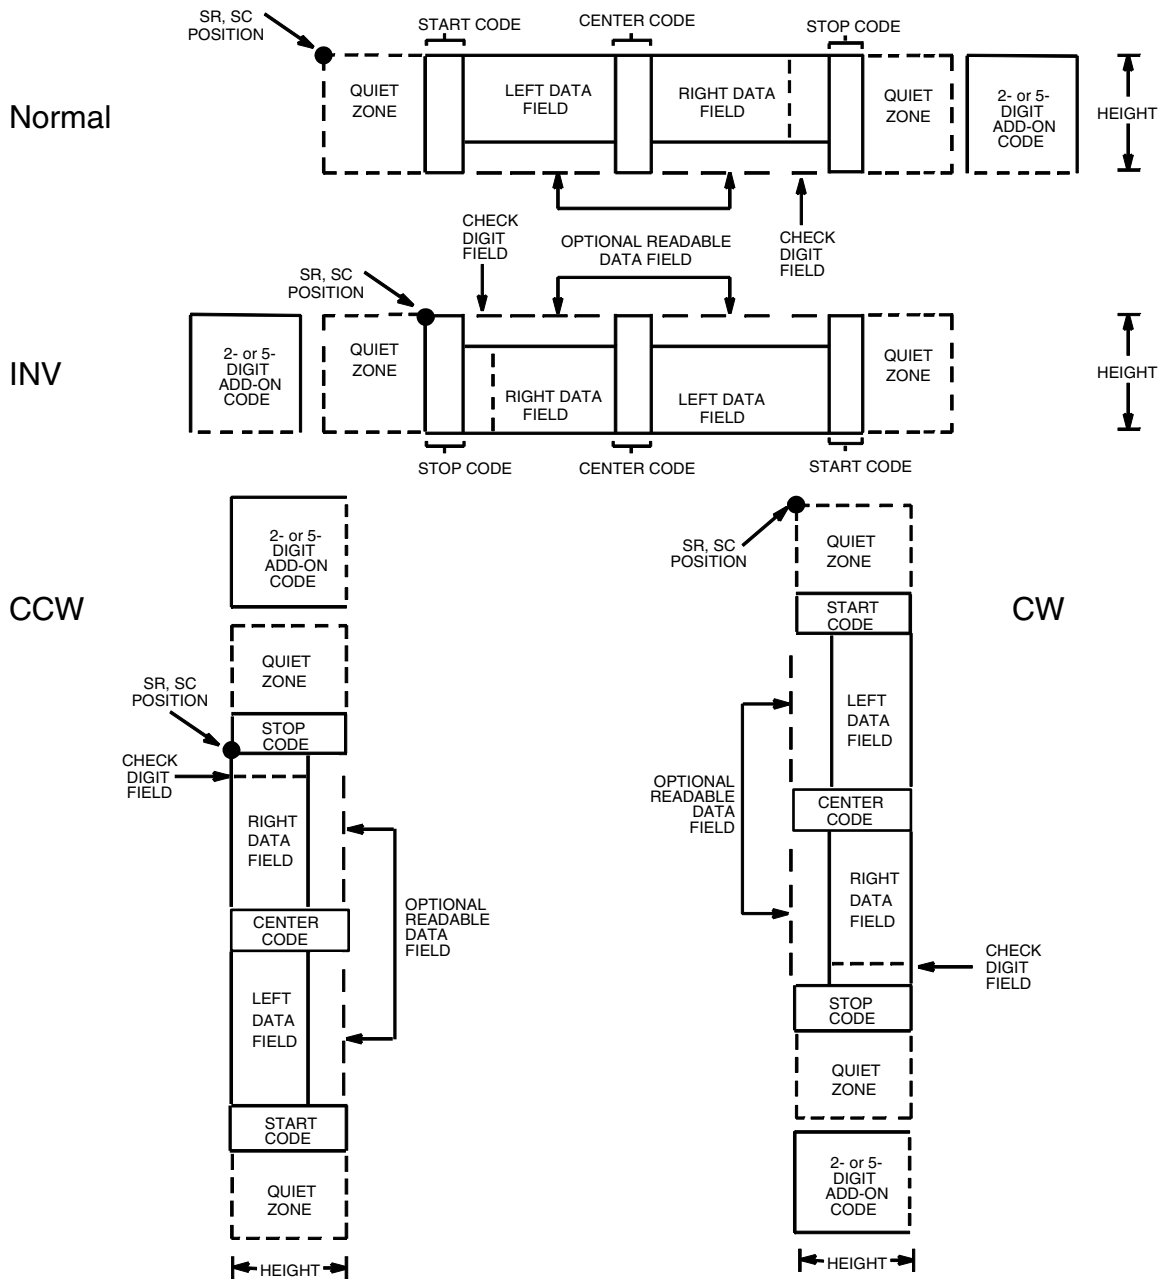 SR, SC
POSITION
START CODE
CENTER CODE
STOP CODE
Normal
QUIET
ZONE
LEFT DATA
FIELD
RIGHT DATA
FIELD
QUIET
ZONE
2- or 5-
DIGIT
ADD-ON
CODE
HEIGHT
CHECK
DIGIT
FIELD
OPTIONAL READABLE
DATA FIELD
CHECK
DIGIT
FIELD
SR, SC
POSITION
INV
2- or 5-
DIGIT
ADD-ON
CODE
QUIET
ZONE
RIGHT DATA
FIELD
LEFT DATA
FIELD
QUIET
ZONE
HEIGHT
STOP CODE
CENTER CODE
START CODE
CCW
2- or 5-
DIGIT
ADD-ON
CODE
QUIET
ZONE
SR, SC
POSITION
STOP
CODE
CHECK
DIGIT
FIELD
RIGHT
DATA
FIELD
OPTIONAL
READABLE
DATA
FIELD
CENTER
CODE
LEFT
DATA
FIELD
START
CODE
QUIET
ZONE
HEIGHT
CW
SR, SC
POSITION
QUIET
ZONE
START
CODE
LEFT
DATA
FIELD
OPTIONAL
READABLE
DATA
FIELD
CENTER
CODE
RIGHT
DATA
FIELD
CHECK
DIGIT
FIELD
STOP
CODE
QUIET
ZONE
2- or 5-
DIGIT
ADD-ON
CODE
HEIGHT